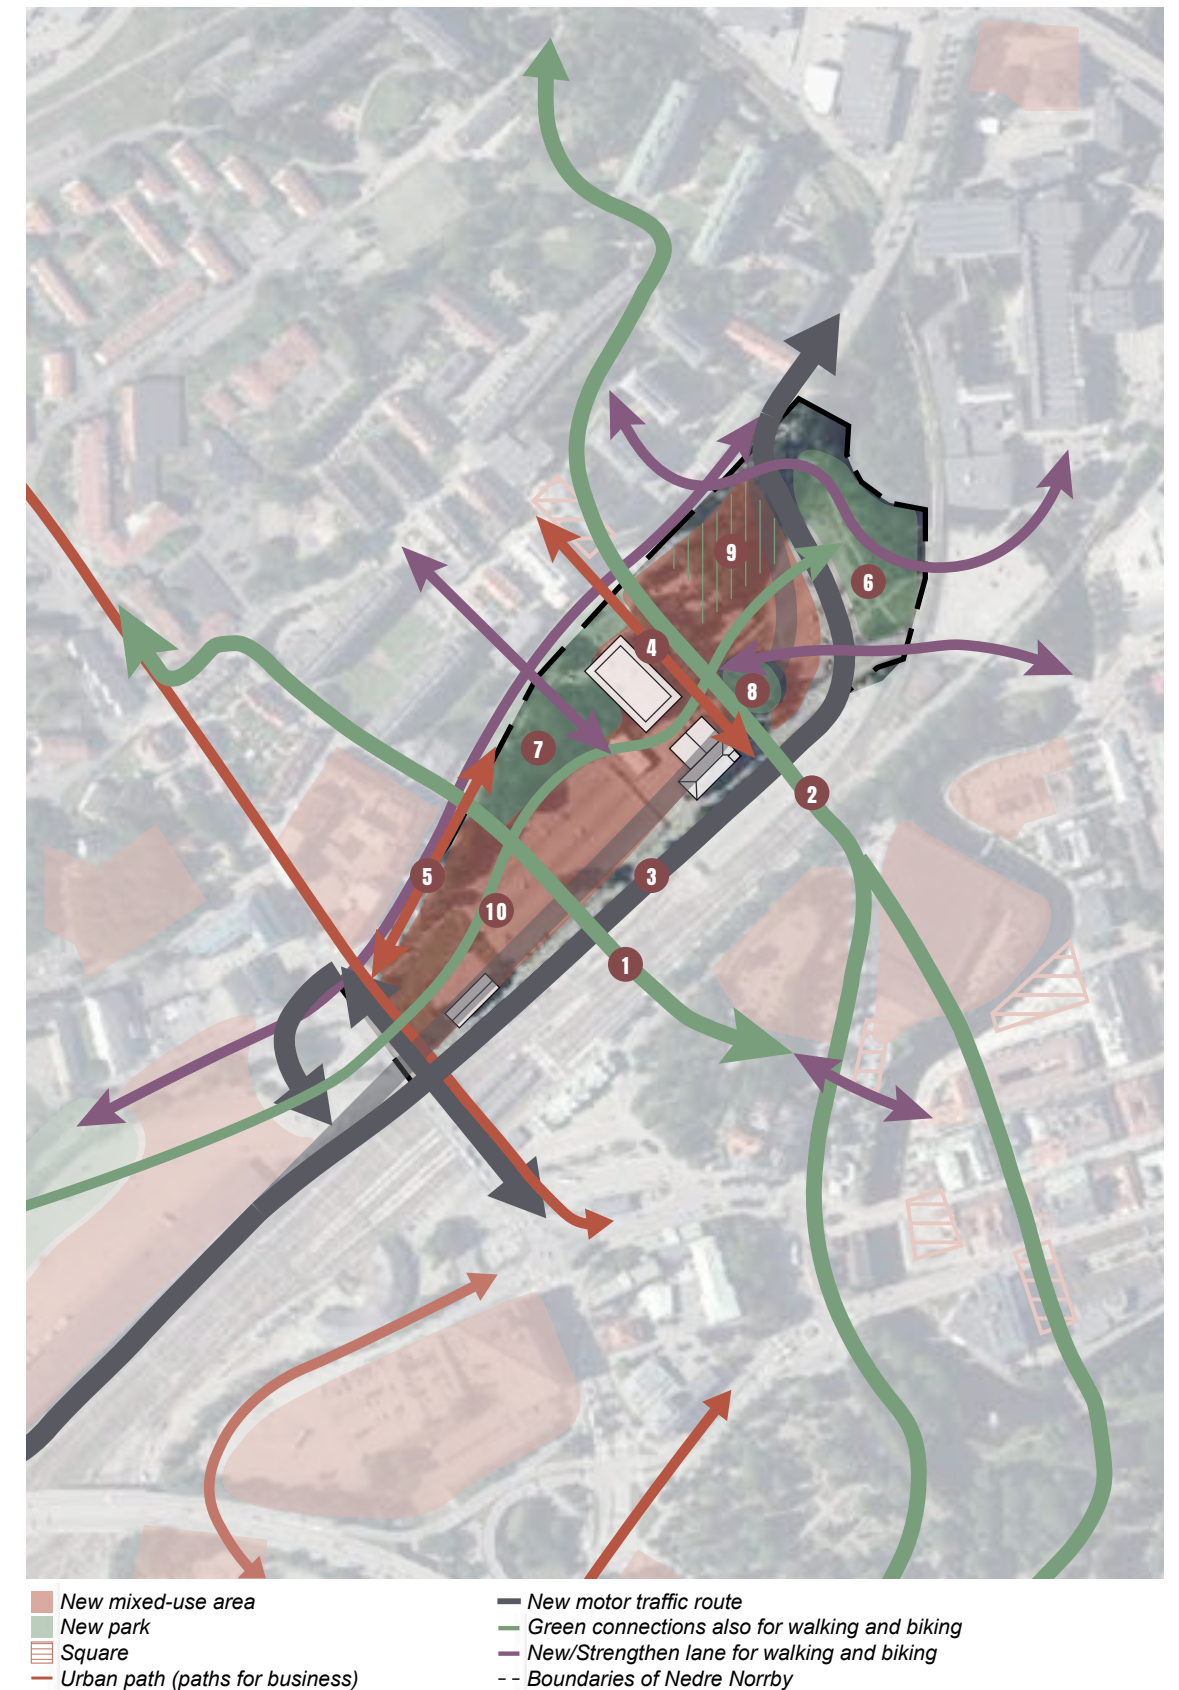 9
6
4
8
7
2
5
3
10
1
New mixed-use area
New park
Square
Urban path (paths for business)
New motor traffic route
Green connections also for walking and biking
New/Strengthen lane for walking and biking
Boundaries of Nedre Norrby